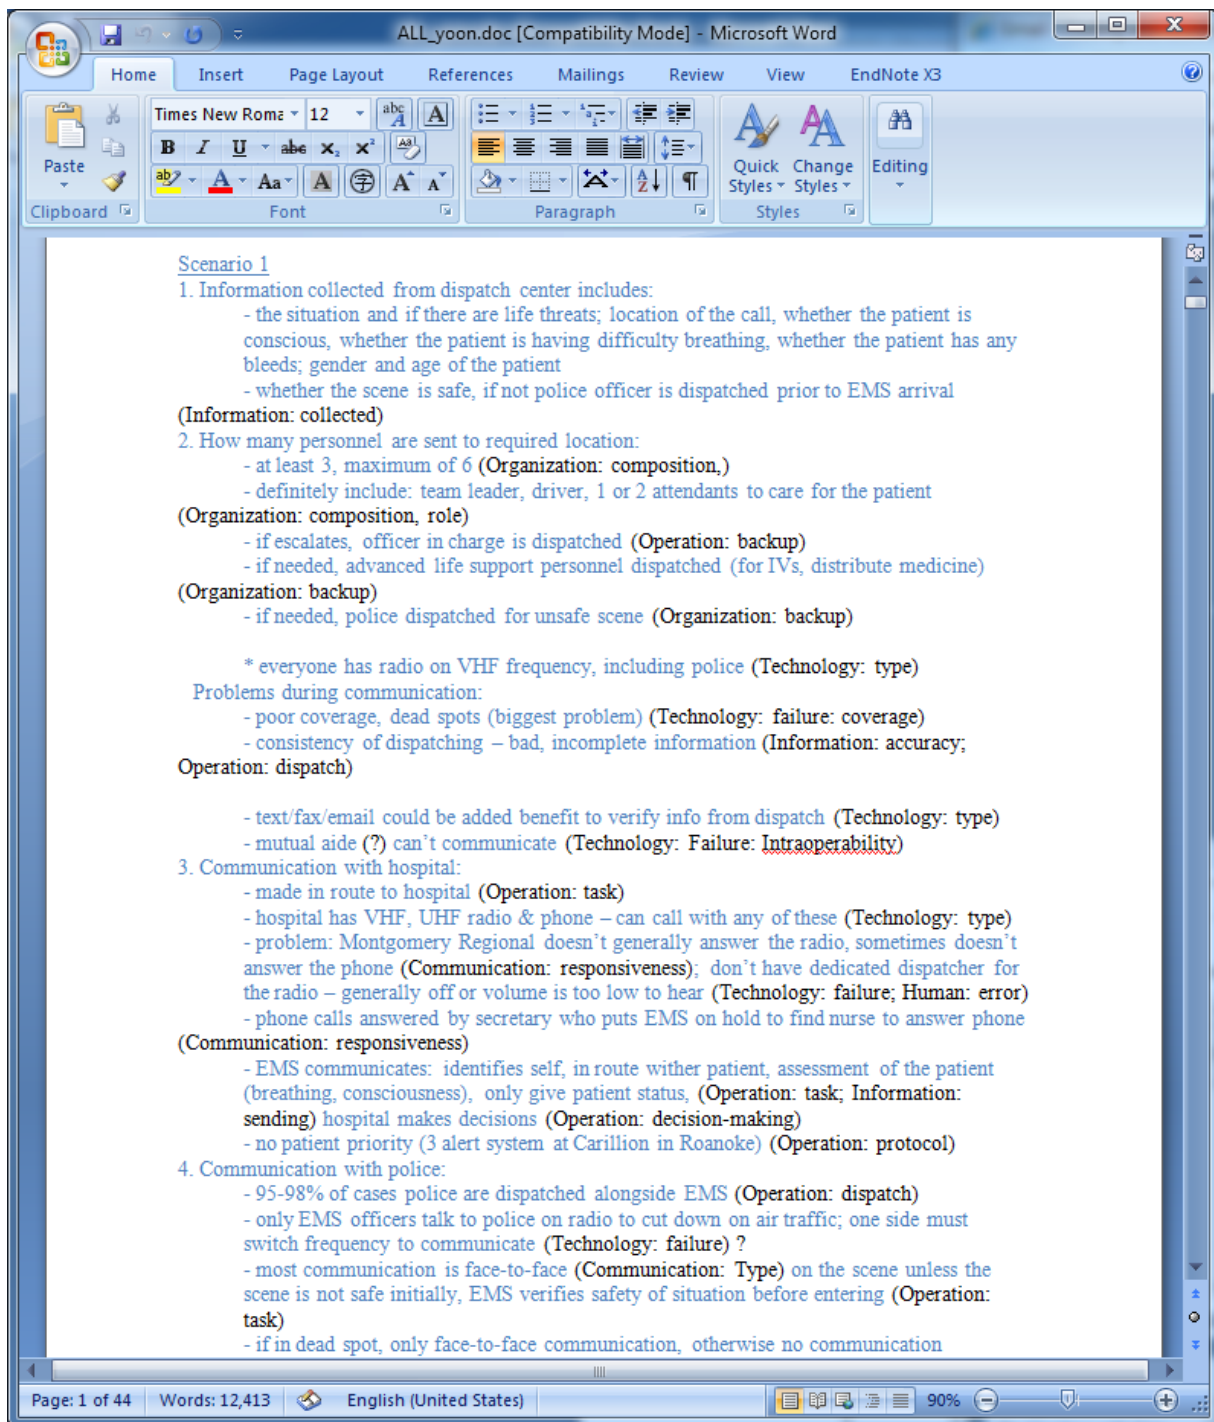 ALL_yoon.doc [Compatibility Mode] - Microsoft Word
Home Insert Page Layout References Mailings Review View EndNote X3
Times New Roma 12
Paste
Quick Styles
Change Styles
Editing
Clipboard Font Paragraph Styles
Scenario 1
1. Information collected from dispatch center includes:
- the situation and if there are life threats; location of the call, whether the patient is
conscious, whether the patient is having difficulty breathing, whether the patient has any
bleeds; gender and age of the patient
- whether the scene is safe, if not police officer is dispatched prior to EMS arrival
(Information: collected)
2. How many personnel are sent to required location:
- at least 3, maximum of 6 (Organization: composition,)
- definitely include: team leader, driver, 1 or 2 attendants to care for the patient
(Organization: composition, role)
- if escalates, officer in charge is dispatched (Operation: backup)
- if needed, advanced life support personnel dispatched (for IVs, distribute medicine)
(Organization: backup)
- if needed, police dispatched for unsafe scene (Organization: backup)
* everyone has radio on VHF frequency, including police (Technology: type)
Problems during communication:
- poor coverage, dead spots (biggest problem) (Technology: failure: coverage)
- consistency of dispatching – bad, incomplete information (Information: accuracy;
Operation: dispatch)
- text/fax/email could be added benefit to verify info from dispatch (Technology: type)
- mutual aide (?) can't communicate (Technology: Failure: Intraoperability)
3. Communication with hospital:
- made in route to hospital (Operation: task)
- hospital has VHF, UHF radio & phone – can call with any of these (Technology: type)
- problem: Montgomery Regional doesn't generally answer the radio, sometimes doesn't
answer the phone (Communication: responsiveness); don't have dedicated dispatcher for
the radio – generally off or volume is too low to hear (Technology: failure; Human: error)
- phone calls answered by secretary who puts EMS on hold to find nurse to answer phone
(Communication: responsiveness)
- EMS communicates: identifies self, in route wither patient, assessment of the patient
(breathing, consciousness), only give patient status, (Operation: task; Information:
sending) hospital makes decisions (Operation: decision-making)
- no patient priority (3 alert system at Carillion in Roanoke) (Operation: protocol)
4. Communication with police:
- 95-98% of cases police are dispatched alongside EMS (Operation: dispatch)
- only EMS officers talk to police on radio to cut down on air traffic; one side must
switch frequency to communicate (Technology: failure) ?
- most communication is face-to-face (Communication: Type) on the scene unless the
scene is not safe initially, EMS verifies safety of situation before entering (Operation:
task)
- if in dead spot, only face-to-face communication, otherwise no communication
Page: 1 of 44 Words: 12,413 English (United States) 90%